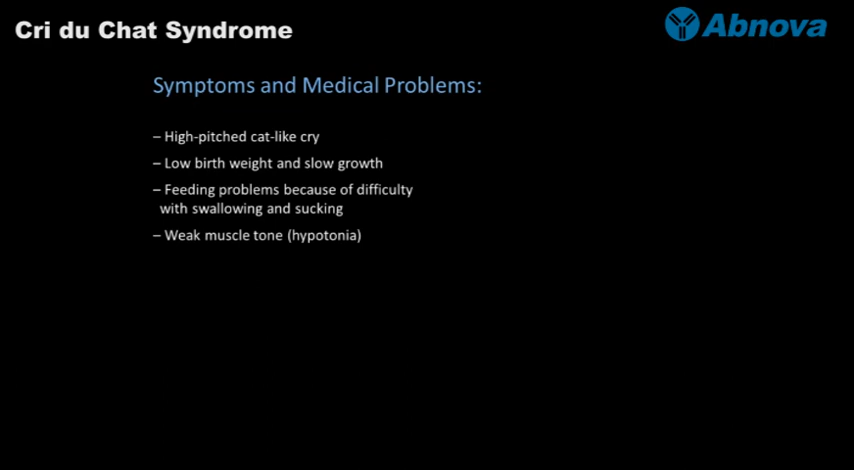 Cri du Chat Syndrome
Abnova
Symptoms and Medical Problems:
– High-pitched cat-like cry
– Low birth weight and slow growth
– Feeding problems because of difficulty
with swallowing and sucking
– Weak muscle tone (hypotonia)